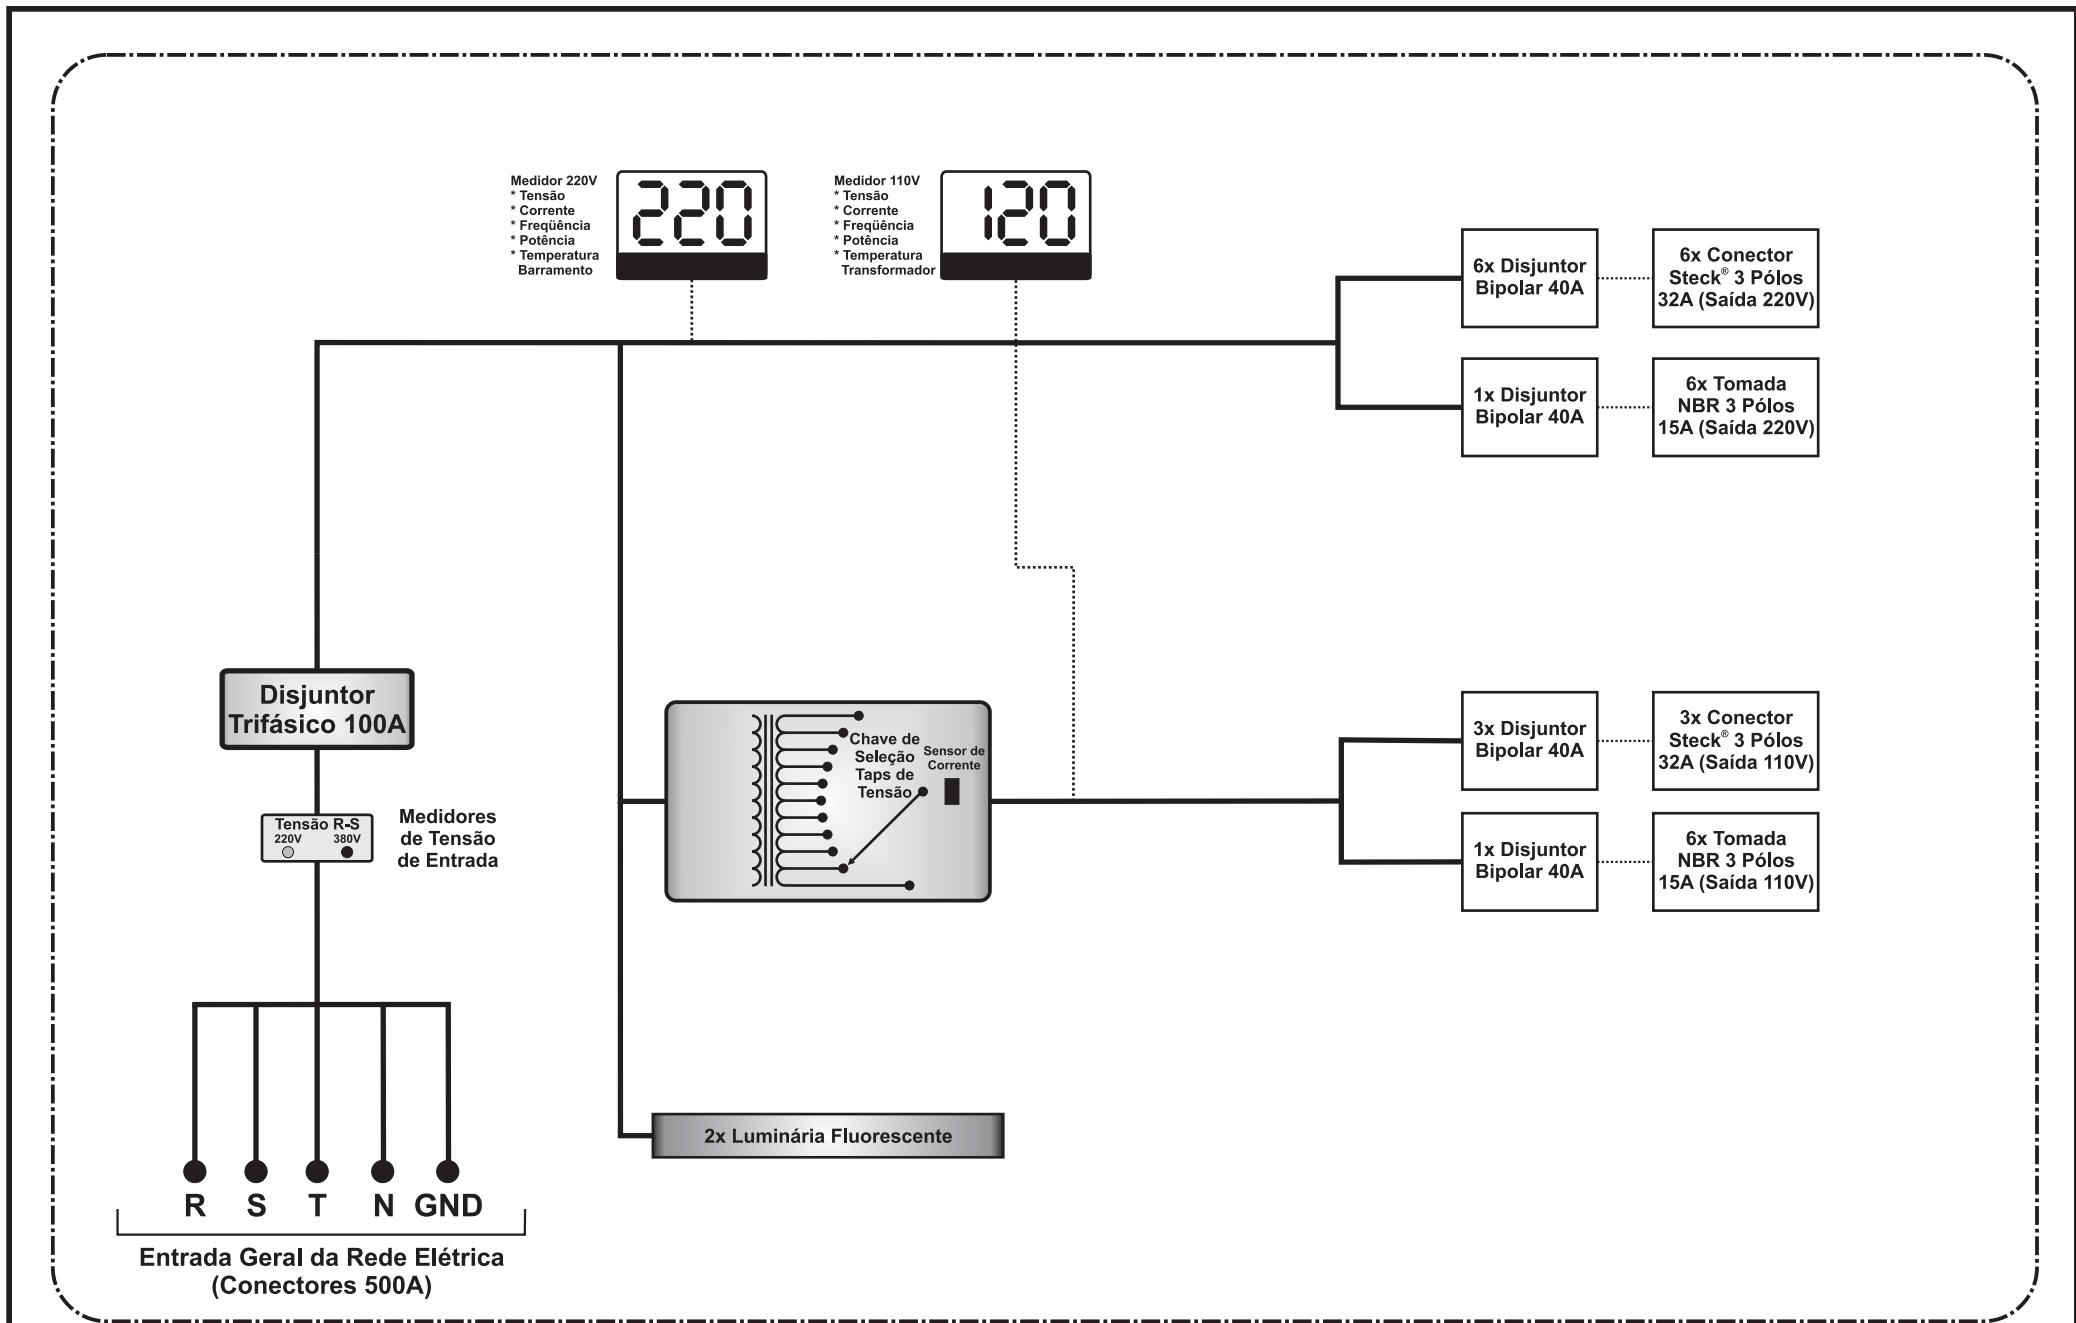 Medidor 220V
* Tensão
* Corrente
* Freqüência
* Potência
* Temperatura
Barramento
220
Medidor 110V
* Tensão
* Corrente
* Freqüência
* Potência
* Temperatura
Transformador
120
6x Disjuntor
Bipolar 40A
6x Conector
Steck® 3 Pólos
32A (Saída 220V)
1x Disjuntor
Bipolar 40A
6x Tomada
NBR 3 Pólos
15A (Saída 220V)
Disjuntor
Trifásico 100A
Tensão R-S
220V 380V
Medidores
de Tensão
de Entrada
Chave de
Seleção
Taps de
Tensão
Sensor de
Corrente
3x Disjuntor
Bipolar 40A
3x Conector
Steck® 3 Pólos
32A (Saída 110V)
1x Disjuntor
Bipolar 40A
6x Tomada
NBR 3 Pólos
15A (Saída 110V)
2x Luminária Fluorescente
R S T N GND
Entrada Geral da Rede Elétrica
(Conectores 500A)